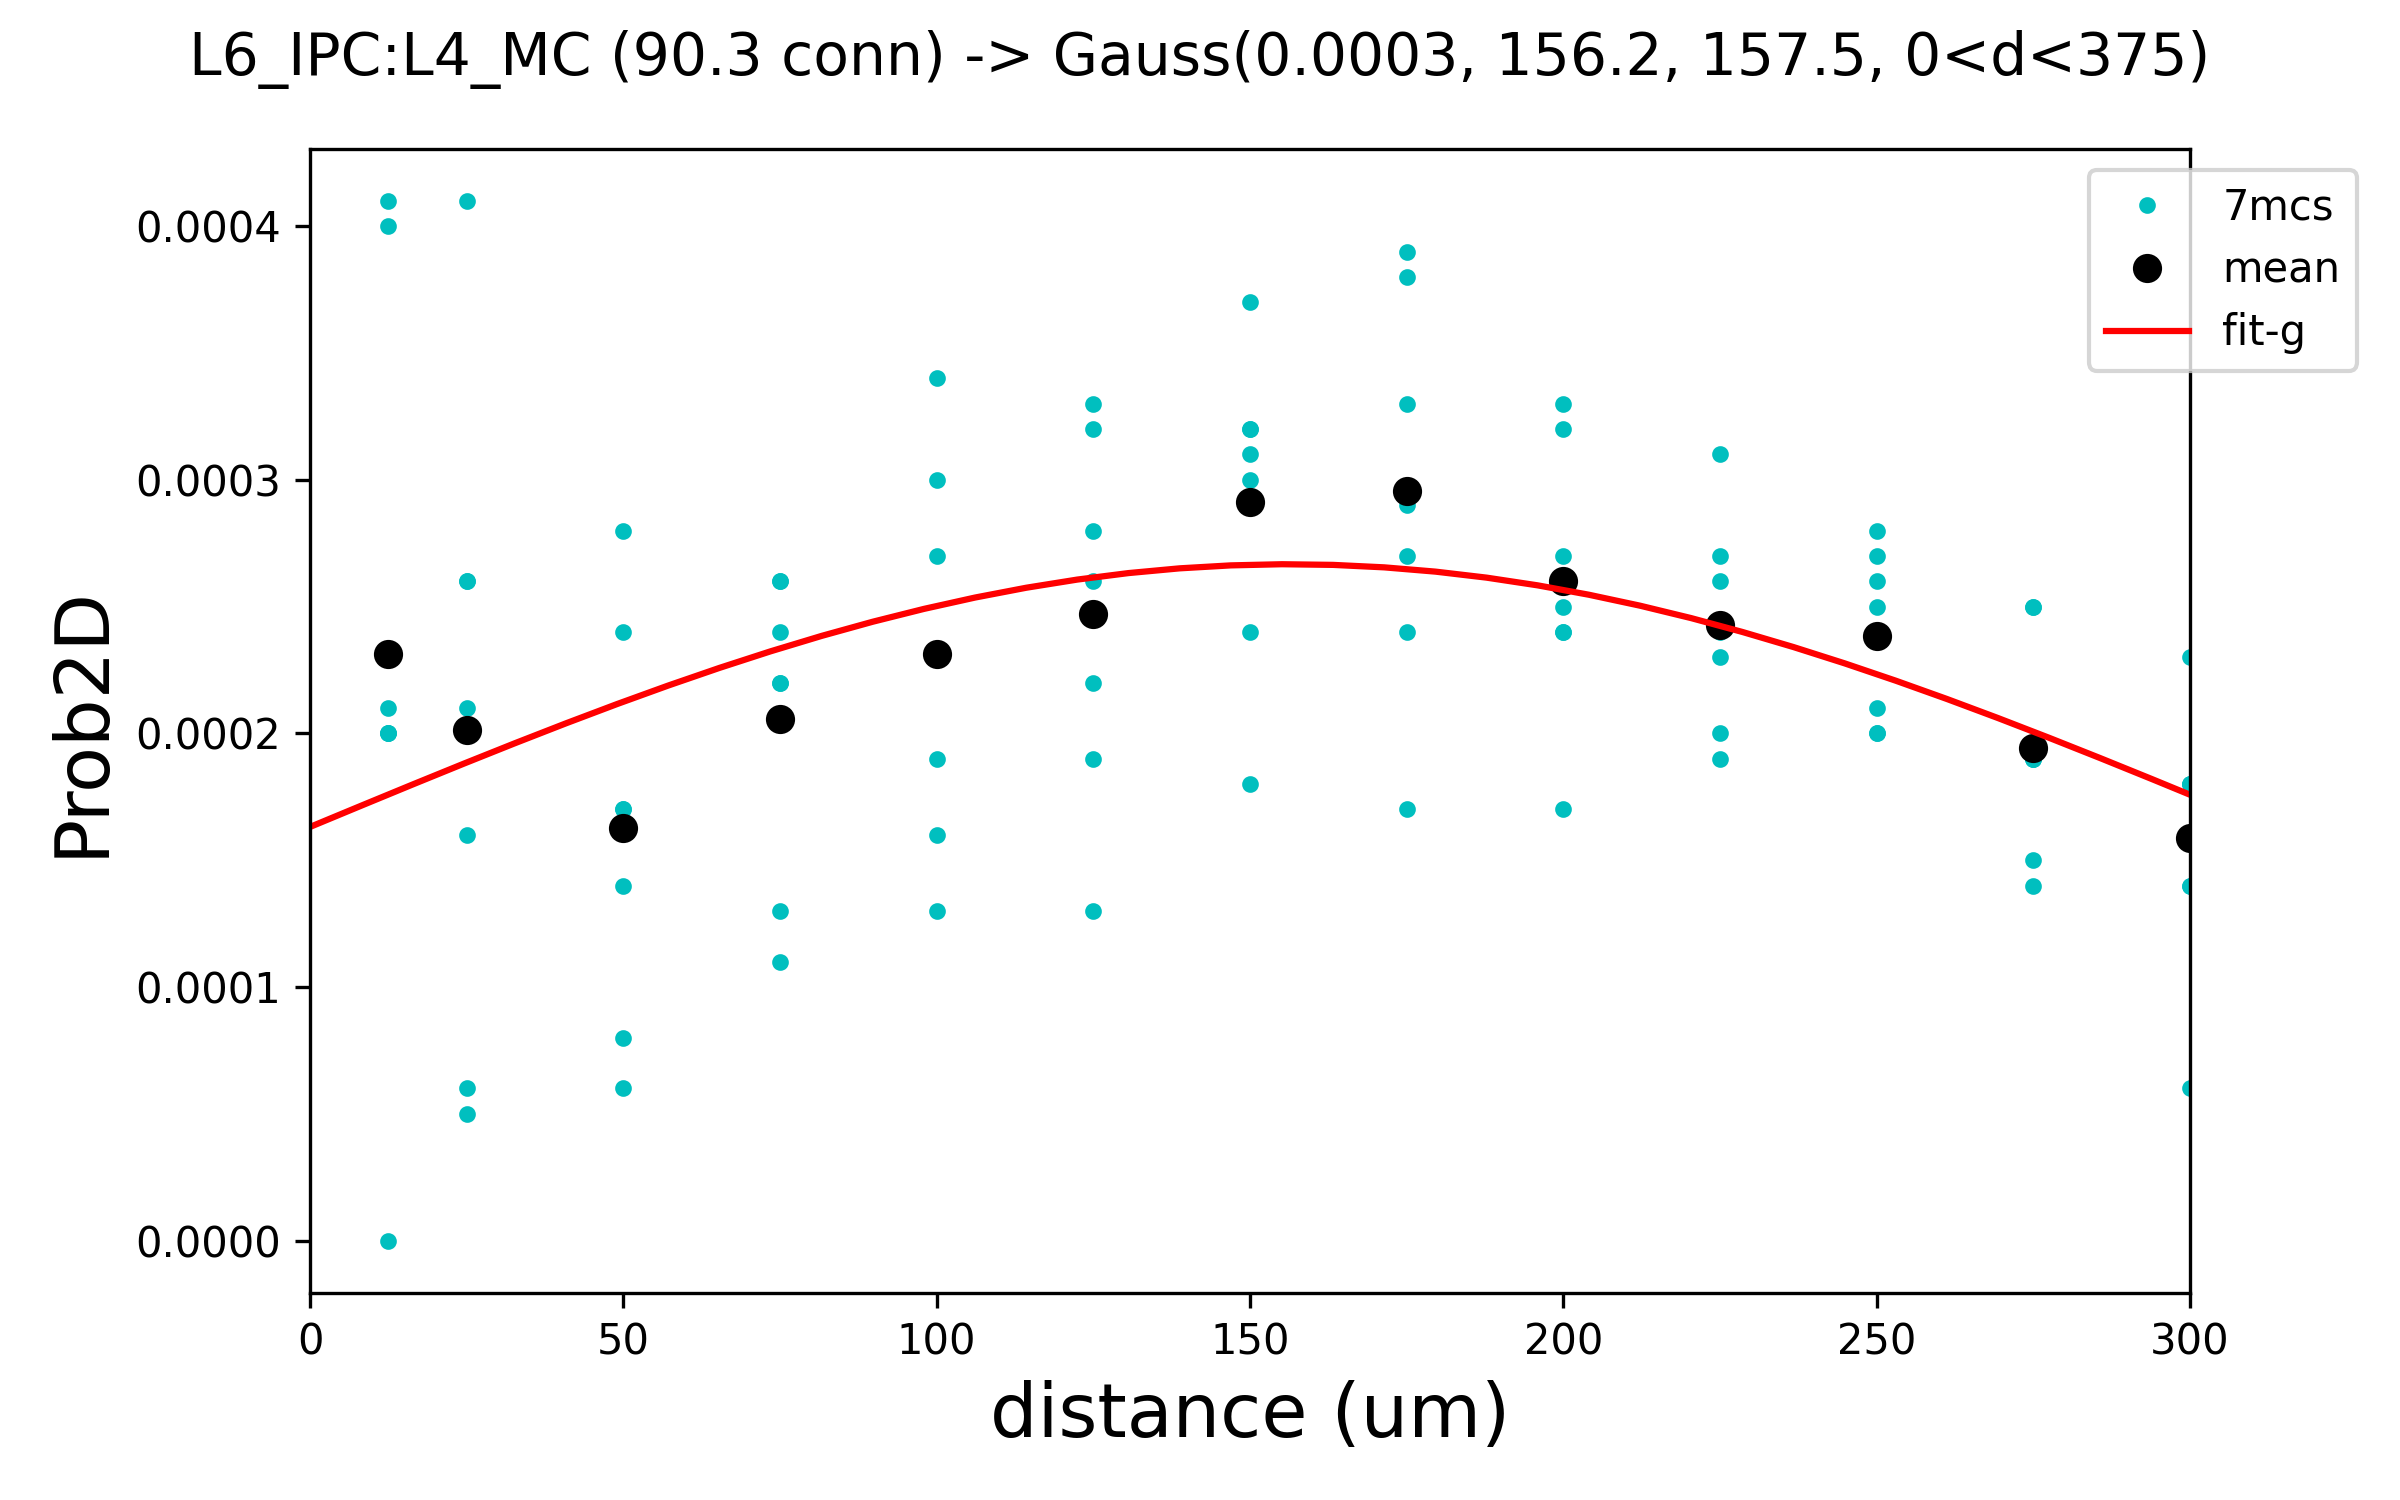 L6_IPC:L4_MC (90.3 conn) -> Gauss(0.0003, 156.2, 157.5, 0<d<375)
7mcs
mean
fit-g
0.0004
0.0003
0.0002
0.0001
0.0000
Prob2D
0 50 100 150 200 250 300
distance (um)